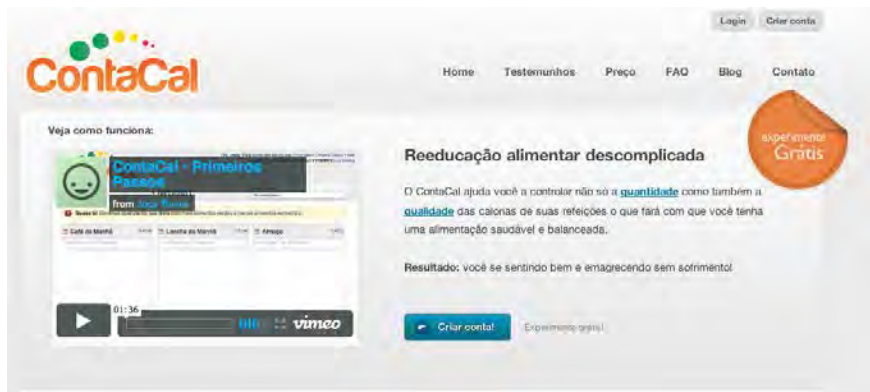 Login Criar conta
ContaCal
Home Testemunhos Preço FAQ Blog Contato
Veja como funciona:
experimente
Grátis
ContaCal - Primeiros
Passos
from
Café da Manhã
Lanche da Manhã
Almoço
01:36
vimeo
Reeducação alimentar descomplicada
O ContaCal ajuda você a controlar não só a quantidade como também a
qualidade das calorias de suas refeições o que fará com que você tenha
uma alimentação saudável e balanceada.
Resultado: você se sentindo bem e emagrecendo sem sofrimento!
Criar conta! Experimente grátis!